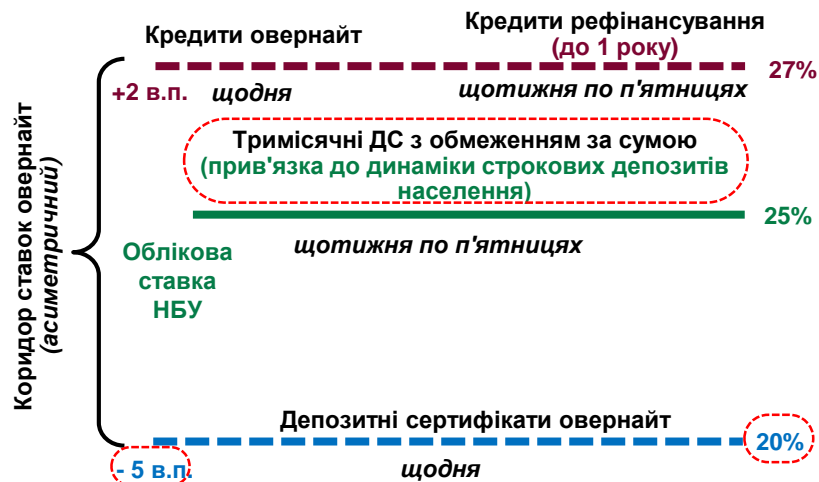 Коридор ставок овернайт
(асиметричний)
Кредити овернайт
Кредити рефінансування
(до 1 року)
27%
+2 в.п.
щодня
щотижня по п'ятницях
Тримісячні ДС з обмеженням за сумою
(прив'язка до динаміки строкових депозитів
населення)
25%
Облікова
ставка
НБУ
щотижня по п'ятницях
Депозитні сертифікати овернайт
20%
- 5 в.п.
щодня